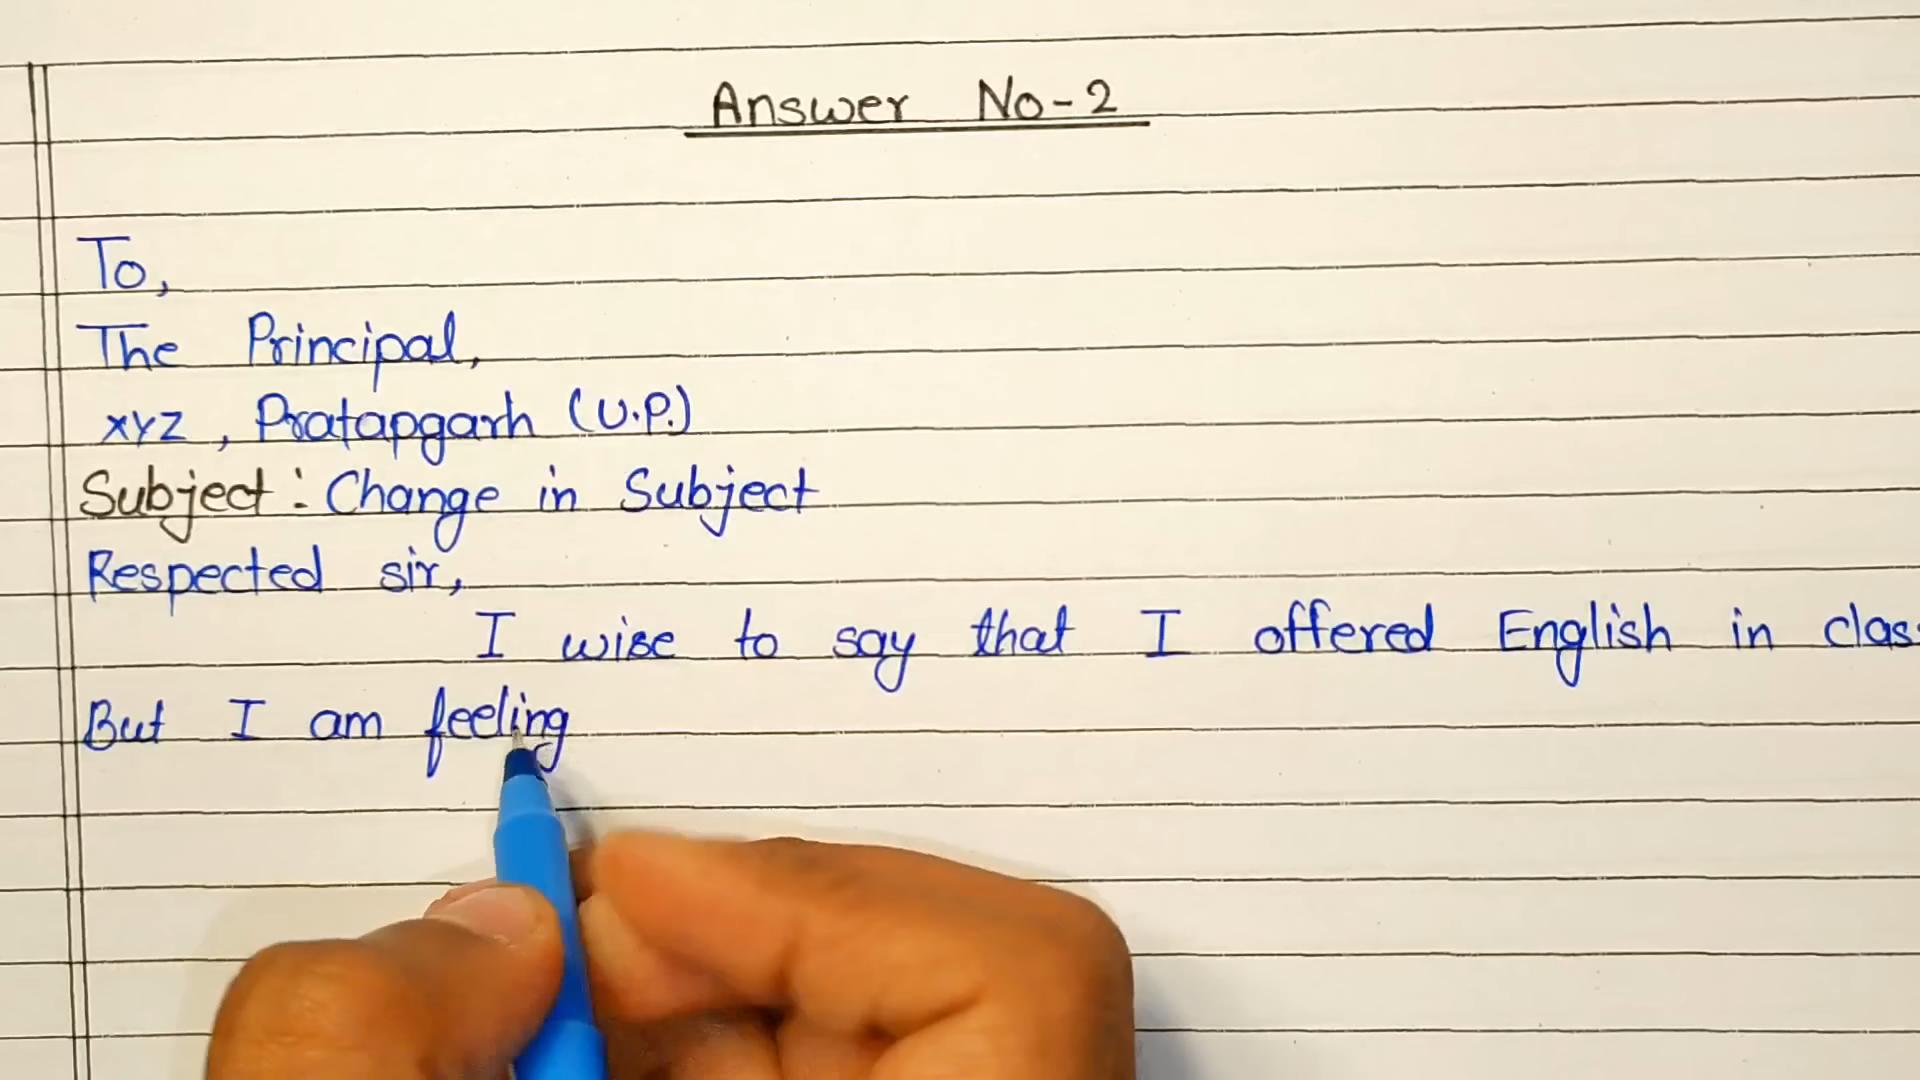 Answer No-2
To,
The Principal,
XYZ, Pratapgarh (U.P.)
Subject: Change in Subject
Respected sir,
I wise to say that I offered English in clas
But I am feeling